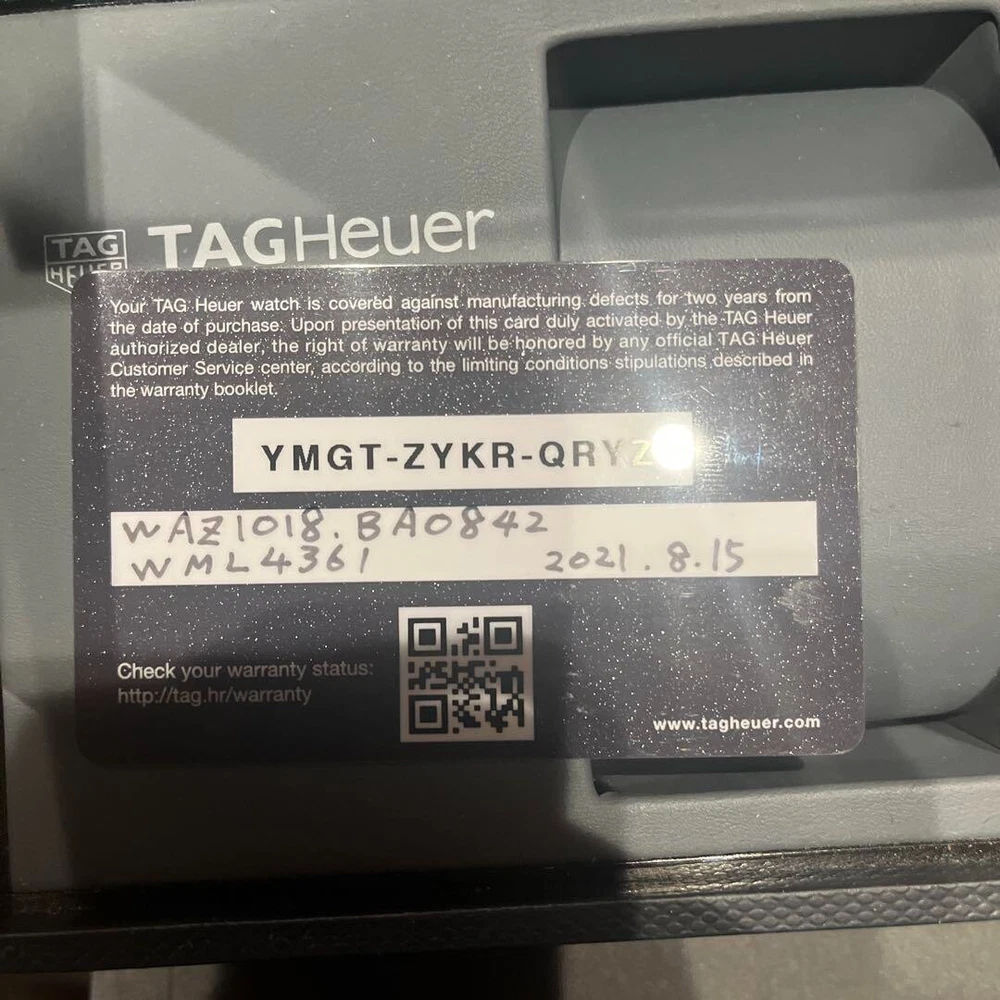 TAG
HEUER
TAGHeuer
Your TAG Heuer watch is covered against manufacturing defects for two years from
the date of purchase. Upon presentation of this card duly activated by the TAG Heuer
authorized dealer, the right of warranty will be honored by any official TAG Heuer
Customer Service center, according to the limiting conditions stipulations described in
the warranty booklet.
YMGT-ZYKR-
WAZ1018.BA0842
WML4361 2021.8.15
Check your warranty status:
http://tag.hr/warranty
www.tagheuer.com